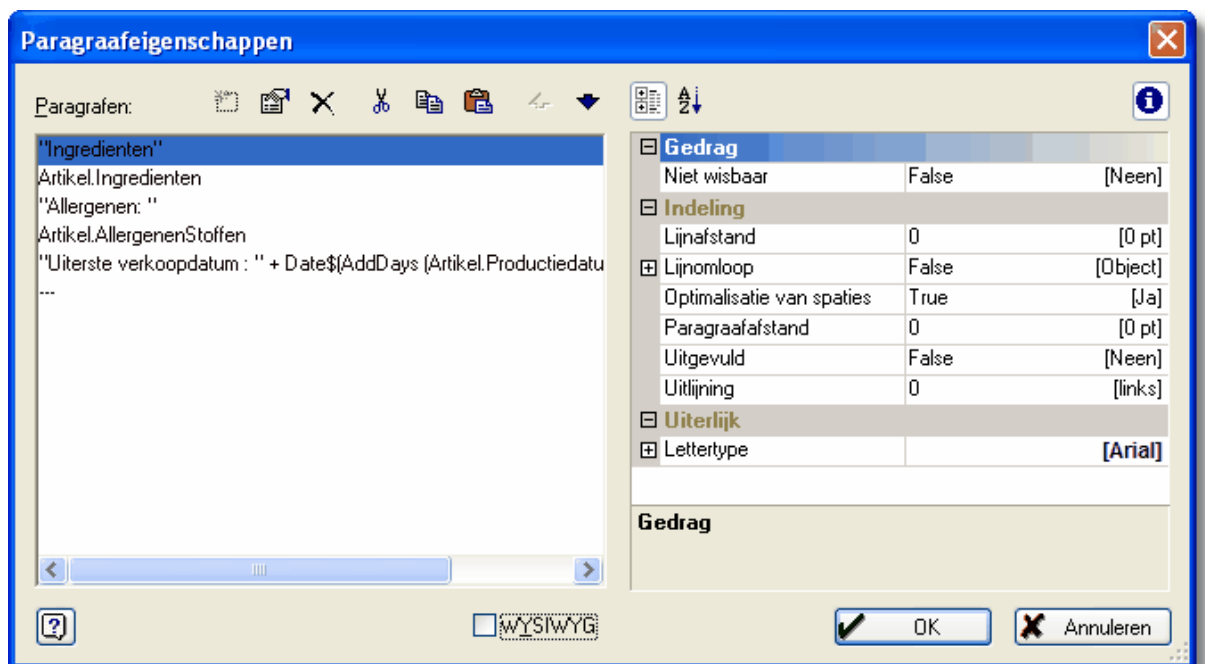 Paragraafeigenschappen
Paragrafen:
"Ingredienten"
Artikel.Ingredienten
"Allergenen: "
Artikel.AllergenenStoffen
"Uiterste verkoopdatum : " + Date$(AddDays (Artikel.Productiedatu
...
Gedrag
Niet wisbaar False [Neen]
Indeling
Lijnafstand 0 [0 pt]
Lijnomloop False [Object]
Optimalisatie van spaties True [Ja]
Paragraafafstand 0 [0 pt]
Uitgevuld False [Neen]
Uitlijning 0 [links]
Uiterlijk
Lettertype [Arial]
Gedrag
WYSIWYG
OK
Annuleren